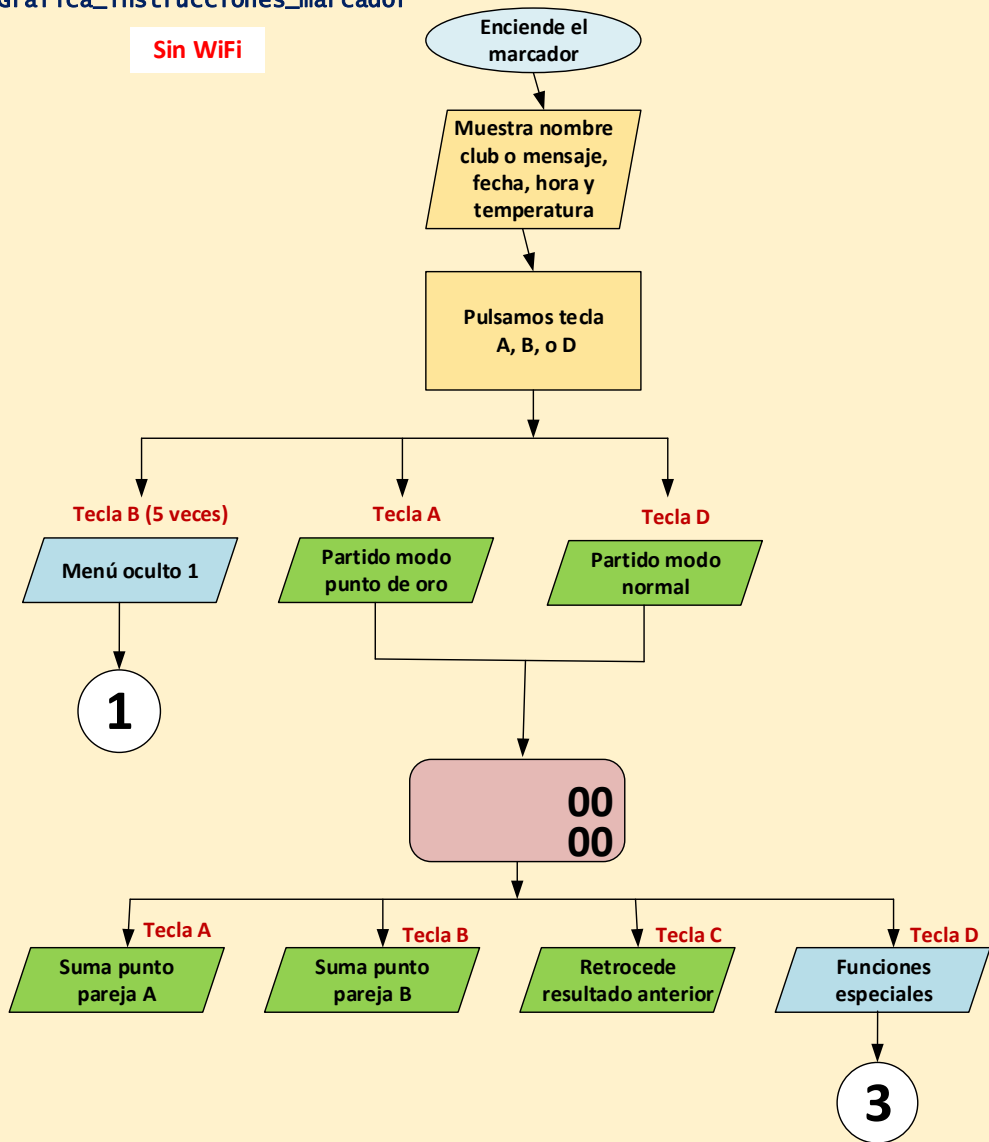 Grafica_instrucciones_marcador
Sin WiFi
Enciende el
marcador
Muestra nombre
club o mensaje,
fecha, hora y
temperatura
Pulsamos tecla
A, B, o D
Tecla B (5 veces)
Menú oculto 1
1
Tecla A
Partido modo
punto de oro
Tecla D
Partido modo
normal
00
00
Tecla A
Suma punto
pareja A
Tecla B
Suma punto
pareja B
Tecla C
Retrocede
resultado anterior
Tecla D
Funciones
especiales
3